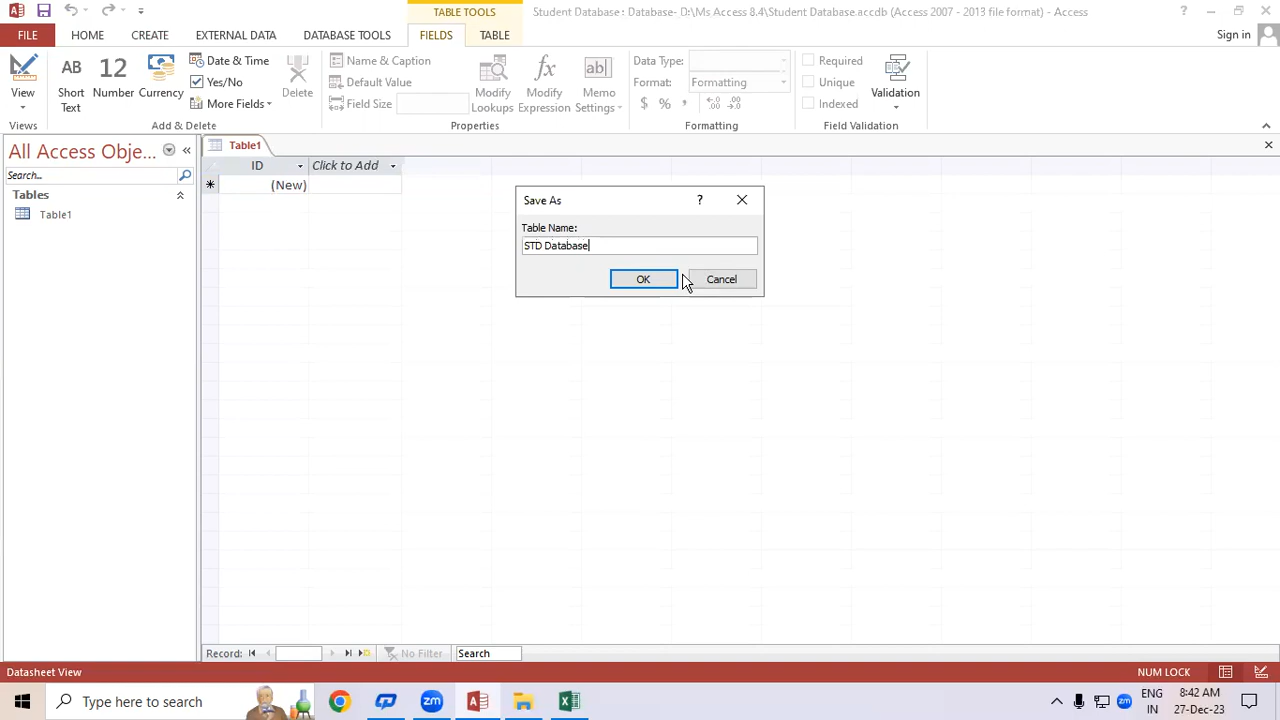 TABLE TOOLS
Student Database : Database- D:\Ms Access 8.4\Student Database.accdb (Access 2007 - 2013 file format) - Access
FILE HOME CREATE EXTERNAL DATA DATABASE TOOLS FIELDS TABLE Sign in
View
Views
AB Short Text
12 Number
Currency
Date & Time
Yes/No
More Fields
Delete
Add & Delete
Name & Caption
Default Value
Field Size
Modify Lookups
fx Modify Expression
ab Memo Settings
Properties
Data Type:
Format: Formatting
$ % ,
Formatting
Required
Unique
Indexed
Validation
Field Validation
All Access Obje...
Search...
Tables
Table1
Table1
ID Click to Add
(New)
Save As
Table Name:
STD Database
OK Cancel
Record: No Filter Search
Datasheet View NUM LOCK
Type here to search
zm
zm
ENG
IN
8:42 AM
27-Dec-23